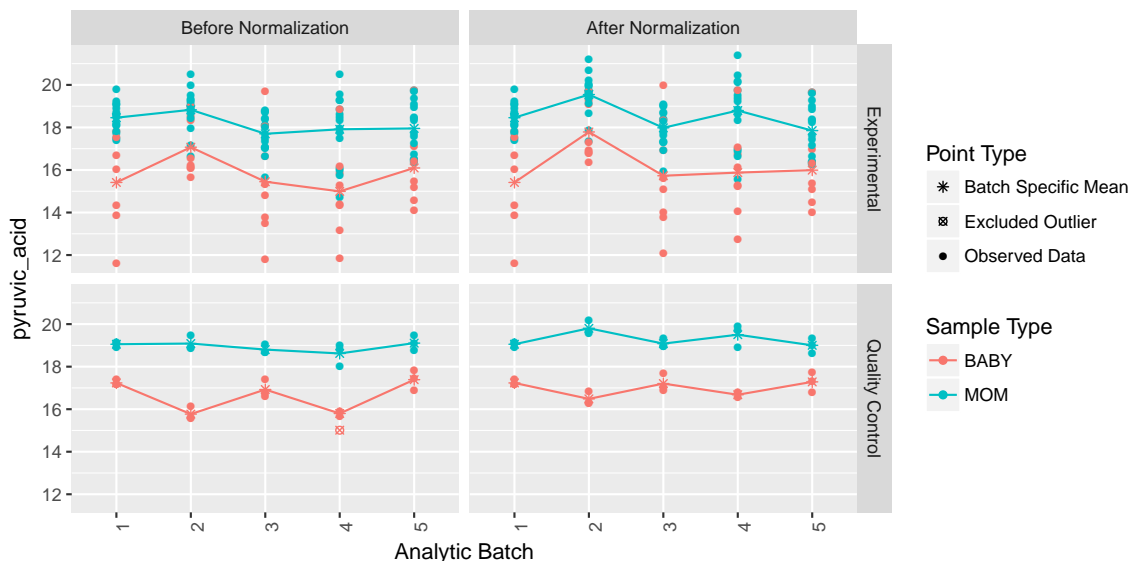 Before Normalization
After Normalization
20
18
16
14
12
Experimental
20
18
16
14
12
Quality Control
pyruvic_acid
1
2
3
4
5
1
2
3
4
5
Analytic Batch
Point Type
Batch Specific Mean
Excluded Outlier
Observed Data
Sample Type
BABY
MOM